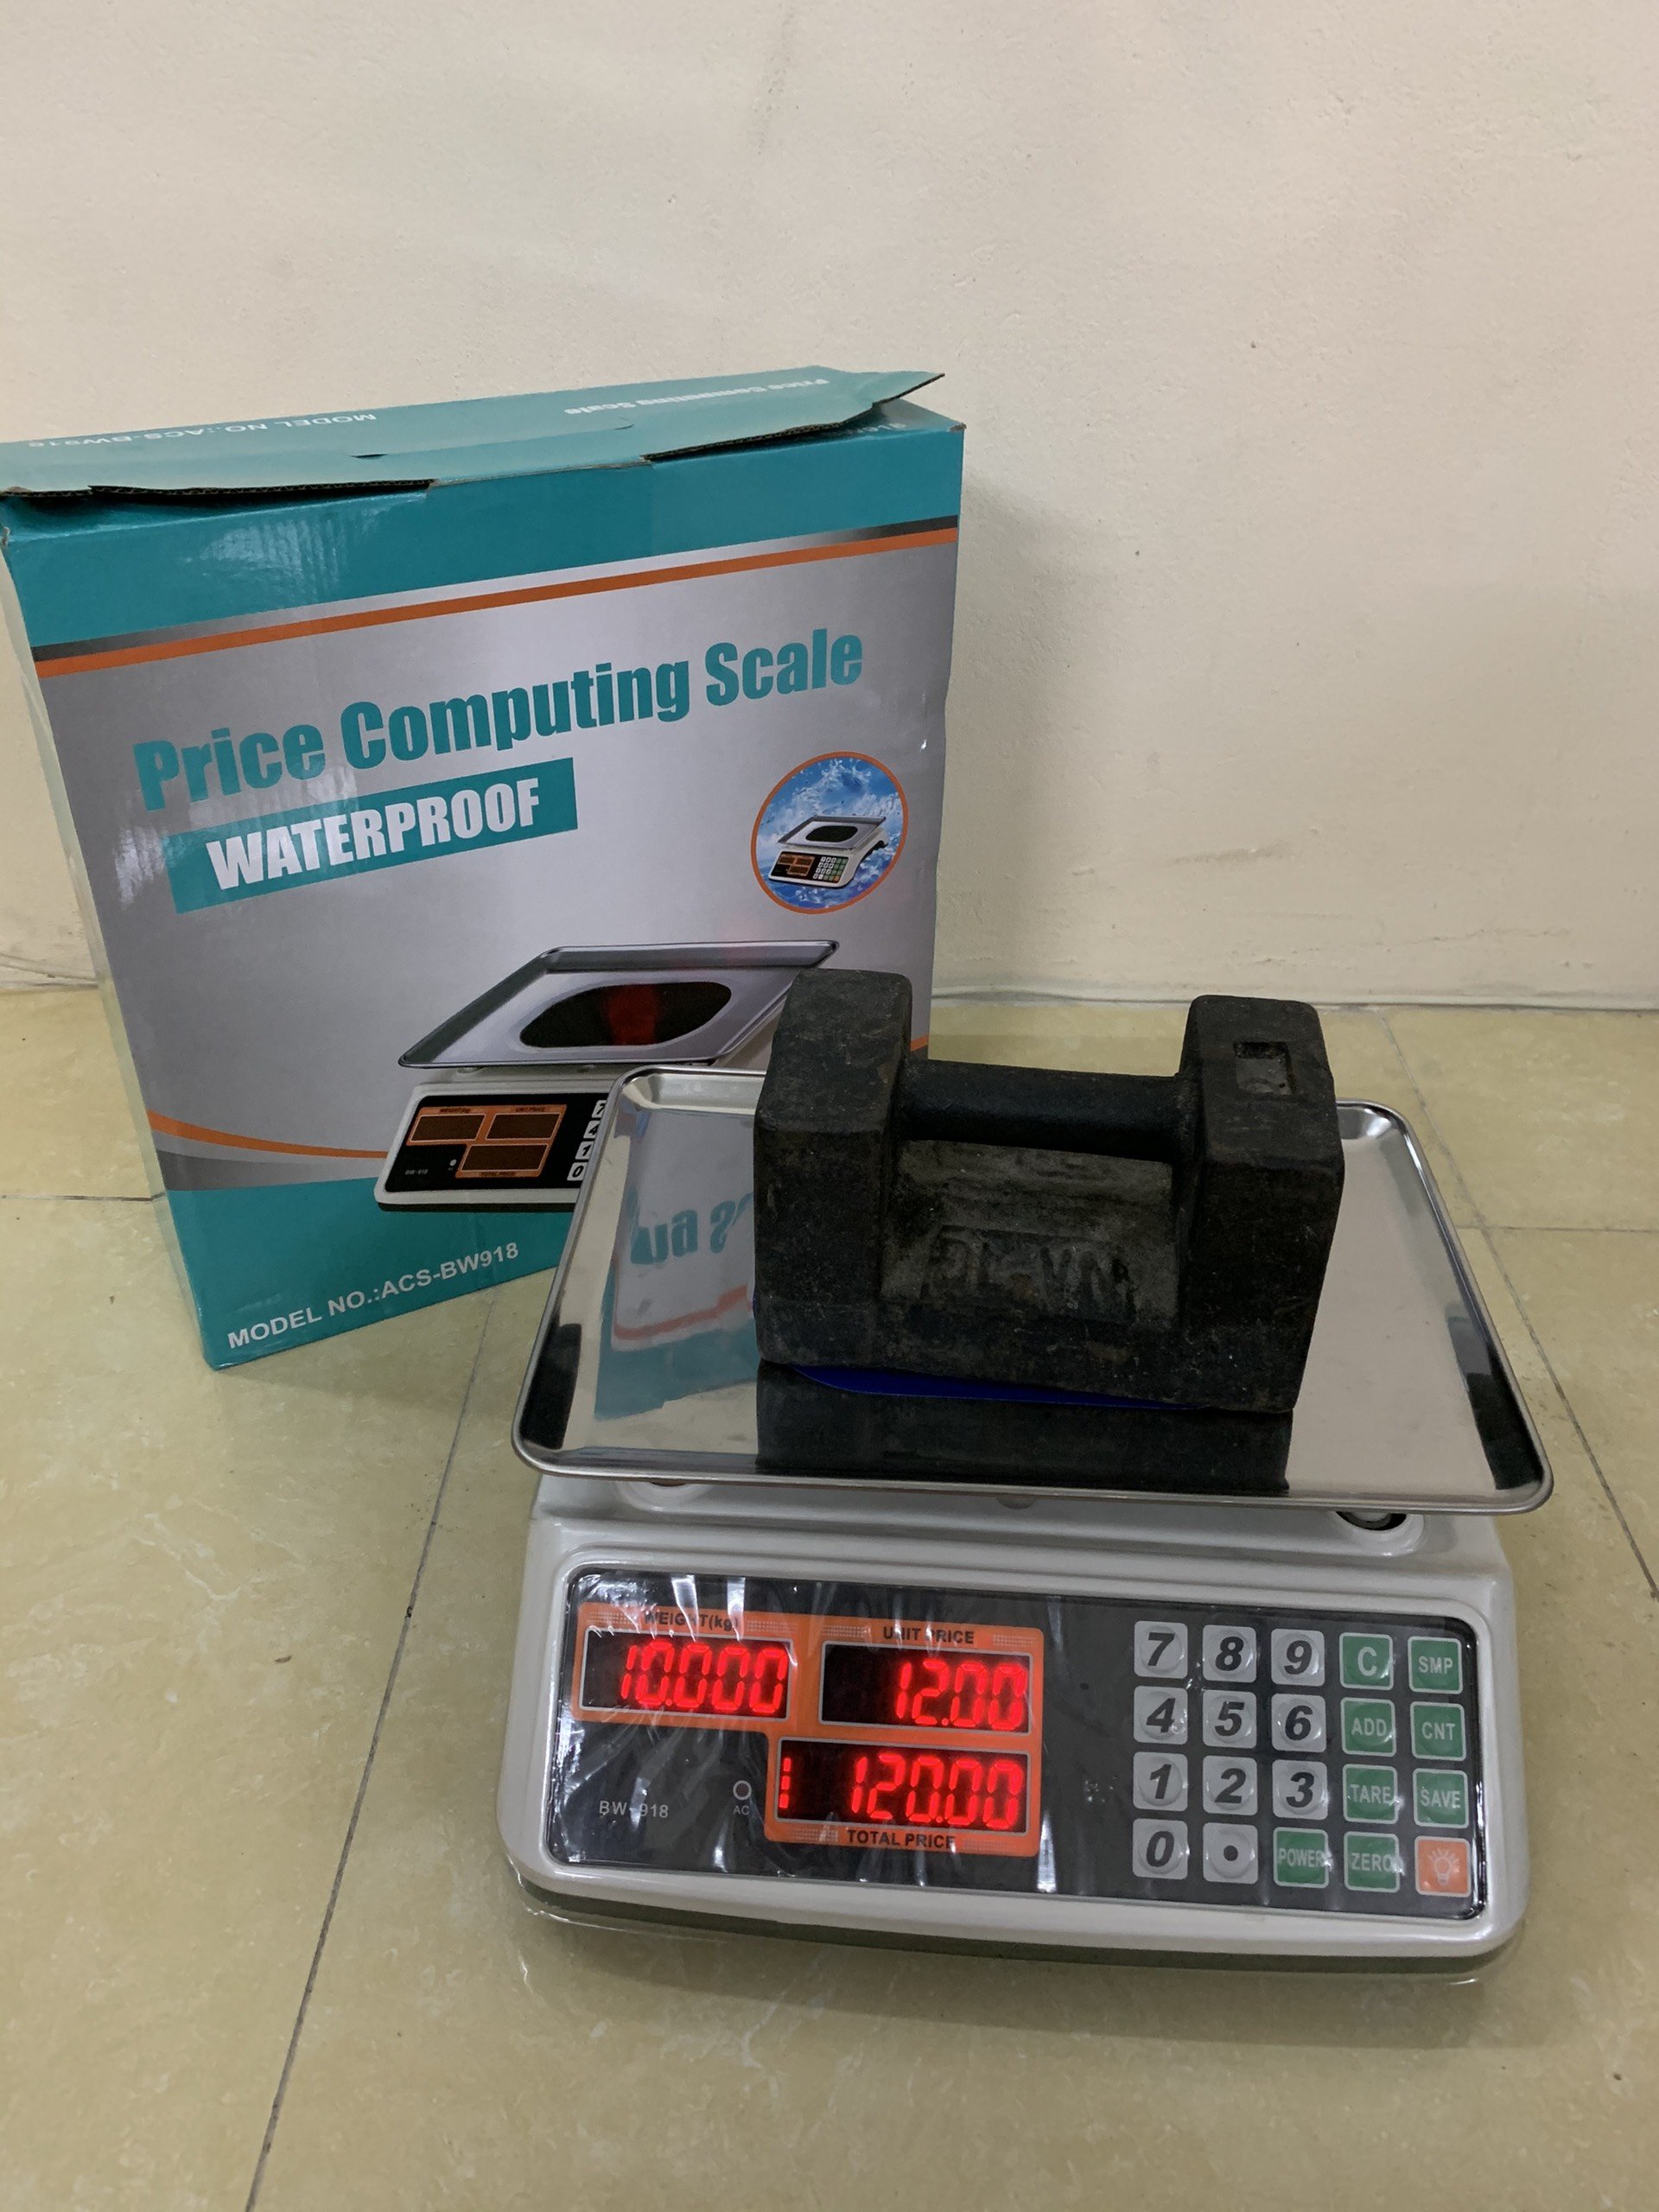 Price Computing Scale
MODEL NO.:ACS-BW918
Price Computing Scale
WATERPROOF
MODEL NO.:ACS-BW918
WEIGHT(kg)
UNIT PRICE
10.000
12.00
120.00
BW-918
AC
TOTAL PRICE
7 8 9 C SMP
4 5 6 ADD CNT
1 2 3 TARE SAVE
0 • POWER ZERO